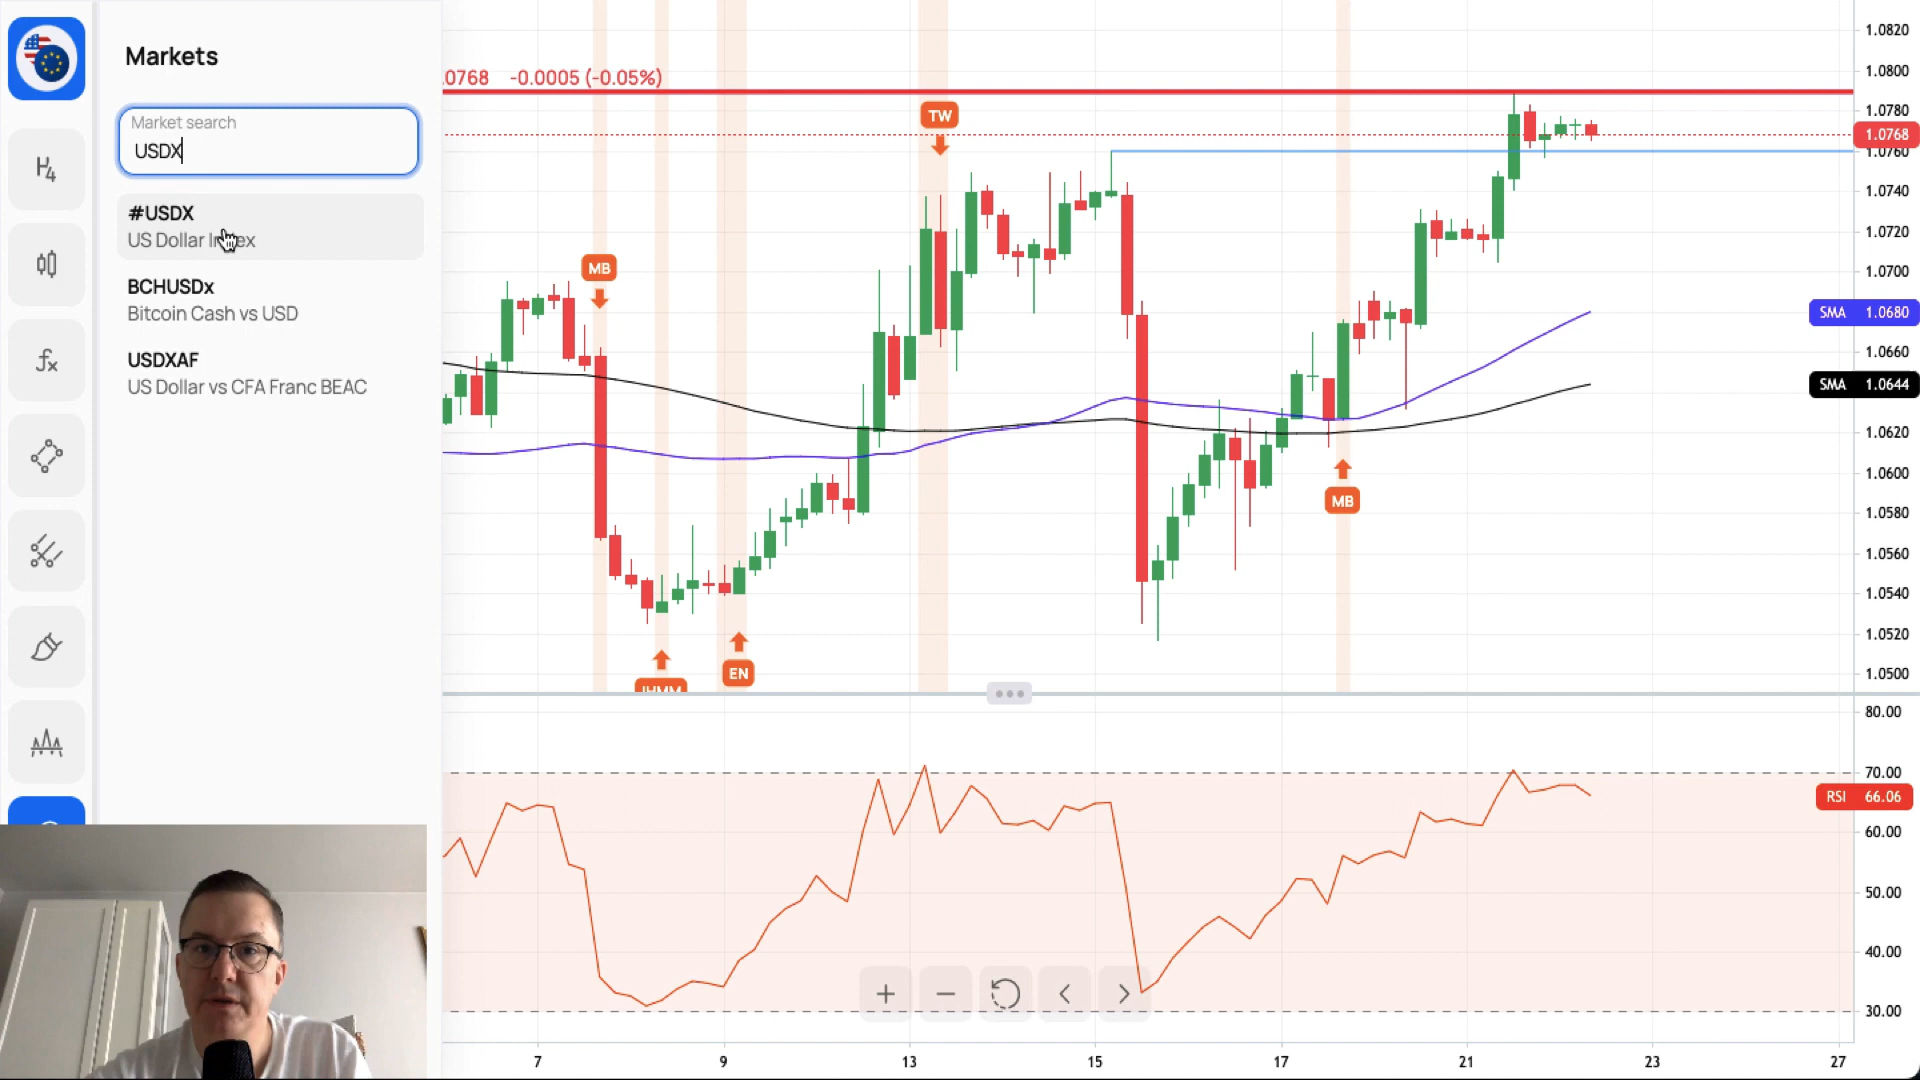 Markets
Market search
USDX
#USDX
US Dollar Index
BCHUSDx
Bitcoin Cash vs USD
USDXAF
US Dollar vs CFA Franc BEAC
H4
fx
.0768 -0.0005 (-0.05%)
TW
MB
MB
EN
1.0820
1.0800
1.0780
1.0768
1.0760
1.0740
1.0720
1.0700
SMA 1.0680
1.0660
SMA 1.0644
1.0620
1.0600
1.0580
1.0560
1.0540
1.0520
1.0500
80.00
70.00
RSI 66.06
60.00
50.00
40.00
30.00
7 9 13 15 17 21 23 27